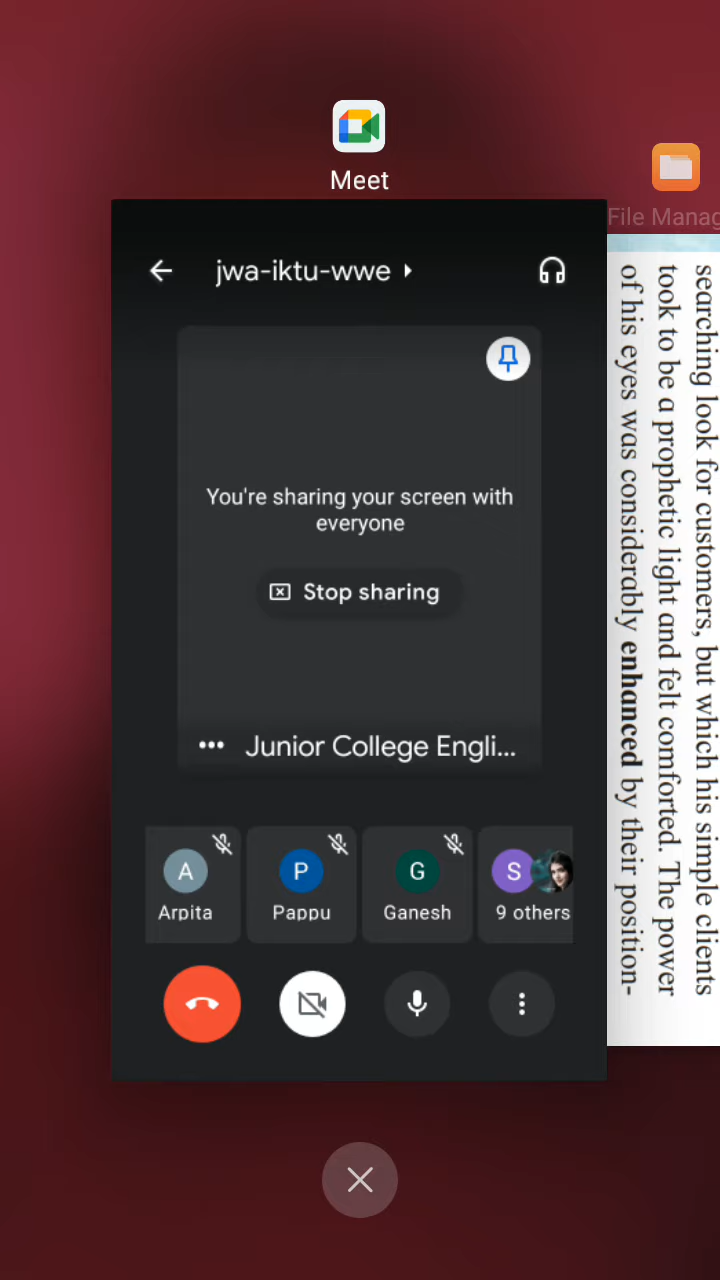 Meet
File Manag
jwa-iktu-wwe
You're sharing your screen with
everyone
Stop sharing
Junior College Engli...
A
Arpita
P
Pappu
G
Ganesh
S
9 others
searching look for customers, but which his simple clients
took to be a prophetic light and felt comforted. The power
of his eyes was considerably enhanced by their position-